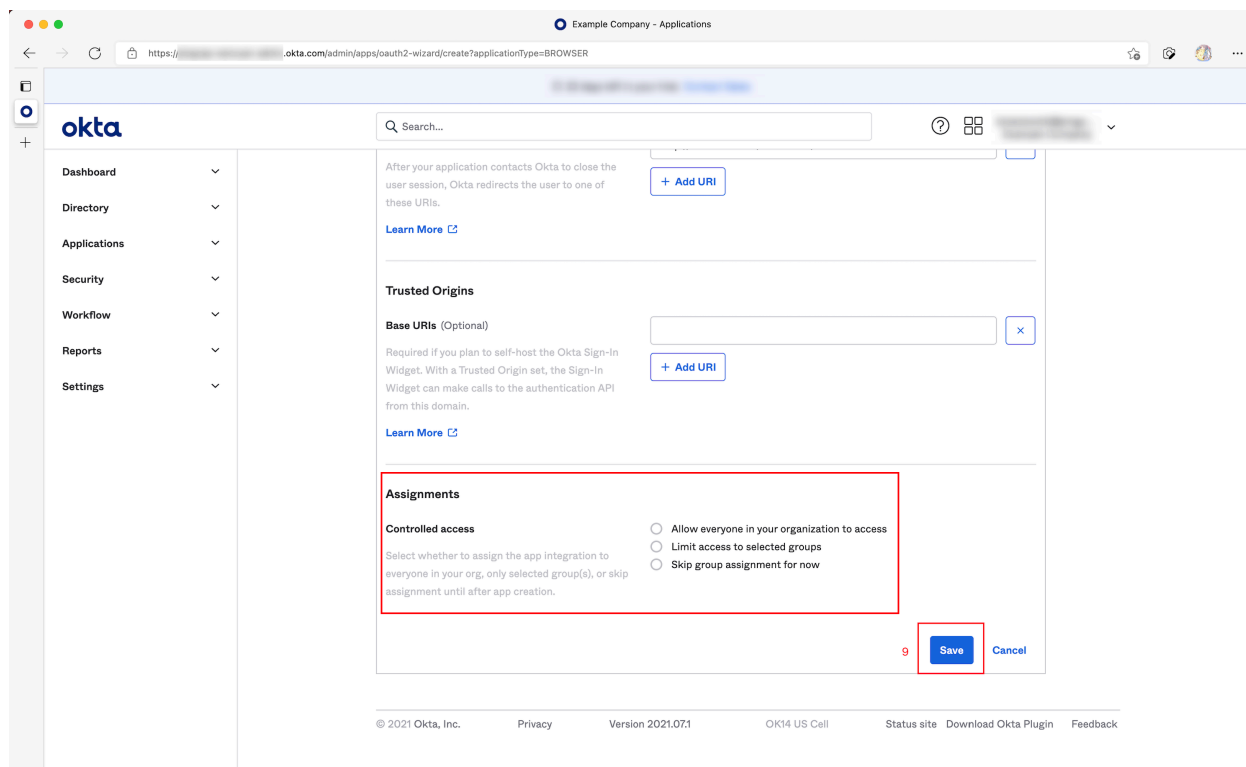 Example Company - Applications
https:// .okta.com/admin/apps/oauth2-wizard/create?applicationType=BROWSER
okta
Search...
Dashboard
Directory
Applications
Security
Workflow
Reports
Settings
After your application contacts Okta to close the
user session, Okta redirects the user to one of
these URIs.
Learn More
+ Add URI
Trusted Origins
Base URIs (Optional)
Required if you plan to self-host the Okta Sign-In
Widget. With a Trusted Origin set, the Sign-In
Widget can make calls to the authentication API
from this domain.
Learn More
+ Add URI
Assignments
Controlled access
Select whether to assign the app integration to
everyone in your org, only selected group(s), or skip
assignment until after app creation.
Allow everyone in your organization to access
Limit access to selected groups
Skip group assignment for now
9 Save Cancel
© 2021 Okta, Inc. Privacy Version 2021.07.1 OK14 US Cell Status site Download Okta Plugin Feedback